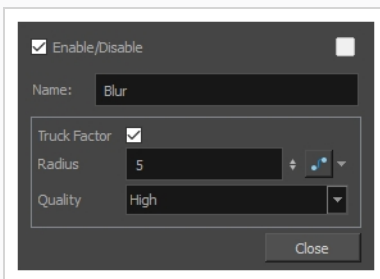 Enable/Disable
Name: Blur
Truck Factor
Radius 5
Quality High
Close